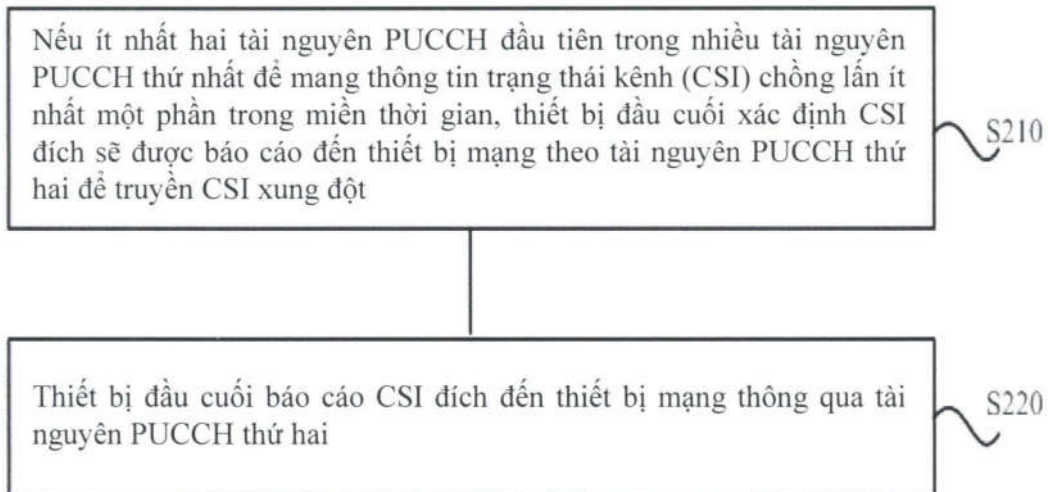 Nếu ít nhất hai tài nguyên PUCCH đầu tiên trong nhiều tài nguyên
PUCCH thứ nhất để mang thông tin trạng thái kênh (CSI) chồng lấn ít
nhất một phần trong miền thời gian, thiết bị đầu cuối xác định CSI
đích sẽ được báo cáo đến thiết bị mạng theo tài nguyên PUCCH thứ
hai để truyền CSI xung đột
S210
Thiết bị đầu cuối báo cáo CSI đích đến thiết bị mạng thông qua tài
nguyên PUCCH thứ hai
S220